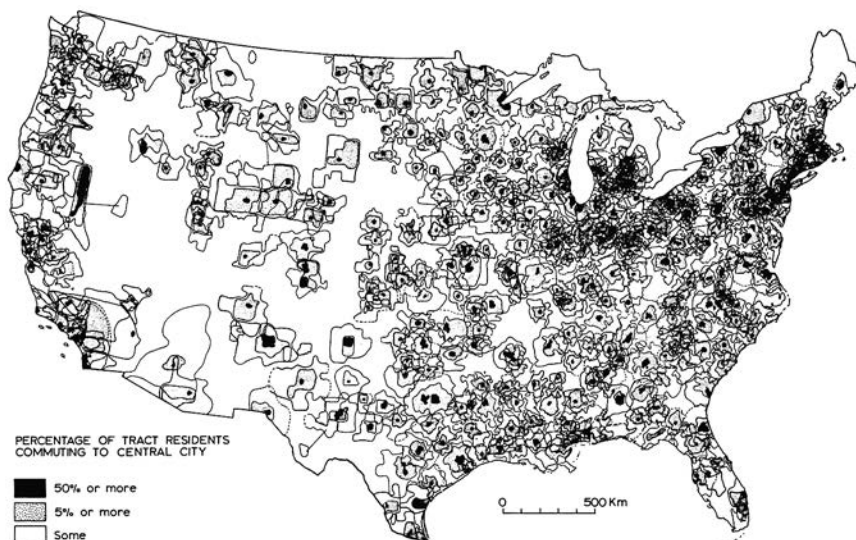 PERCENTAGE OF TRACT RESIDENTS
COMMUTING TO CENTRAL CITY
50% or more
5% or more
Some
0 500 Km